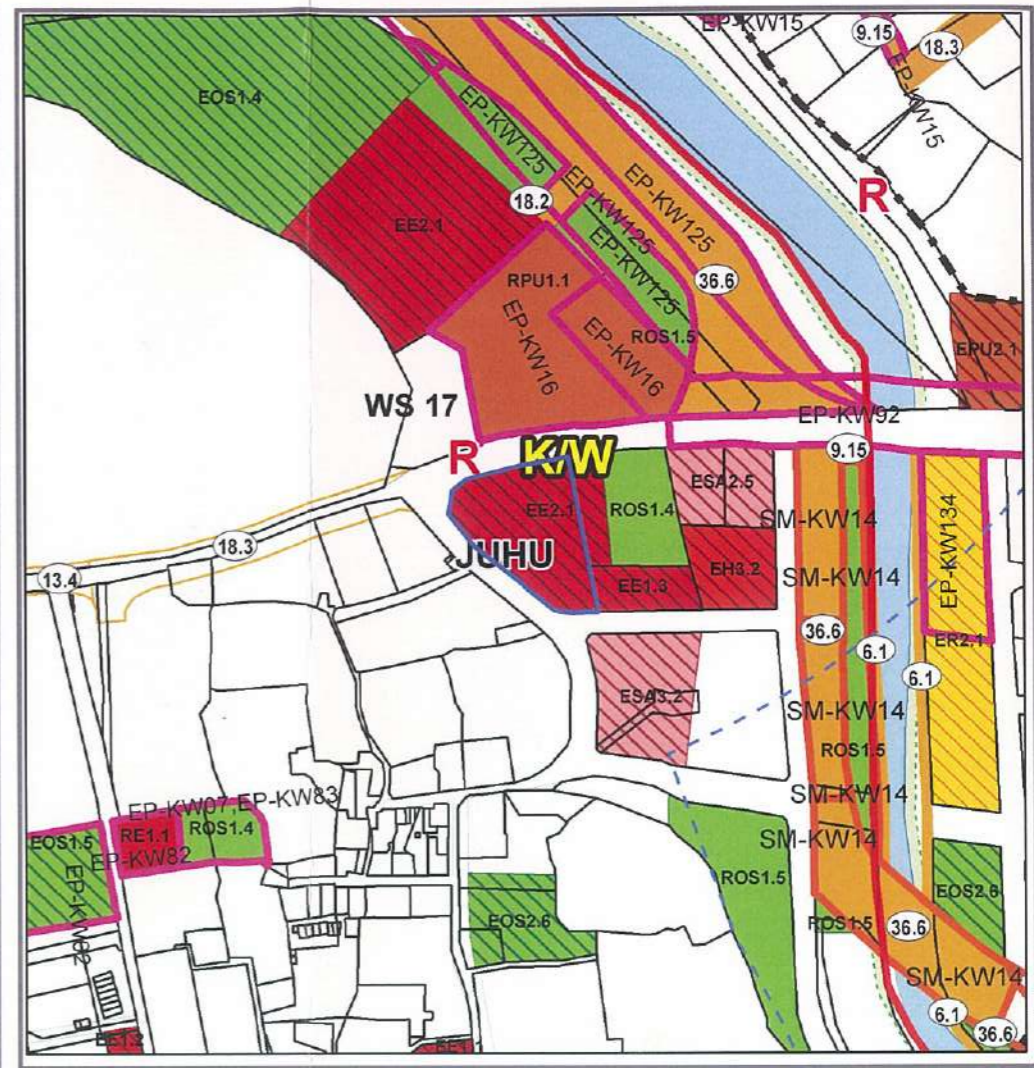 EP-KW15
9.15
18.3
EP-KW15
EOS1.4
EP-KW125
EE2.1
18.2
EP-KW125
EP-KW125
EP-KW125
R
RPU1.1
36.6
EP-KW16
EP-KW16
ROS1.5
EPU2.1
WS 17
EP-KW92
R
K/W
9.15
ESA2.5
EE2.1
ROS1.4
SM-KW14
EP-KW134
18.3
JUHU
EH3.2
13.4
EE1.3
SM-KW14
36.6
6.1
ER2.1
6.1
ESA3.2
SM-KW14
ROS1.5
SM-KW14
EP-KW07,EP-KW83
EOS1.5
RE1.1
ROS1.4
SM-KW14
EP-KW82
ROS1.5
EOS2.6
EOS2.6
ROS1.5
36.6
SM-KW14
6.1
36.6
EE1.2